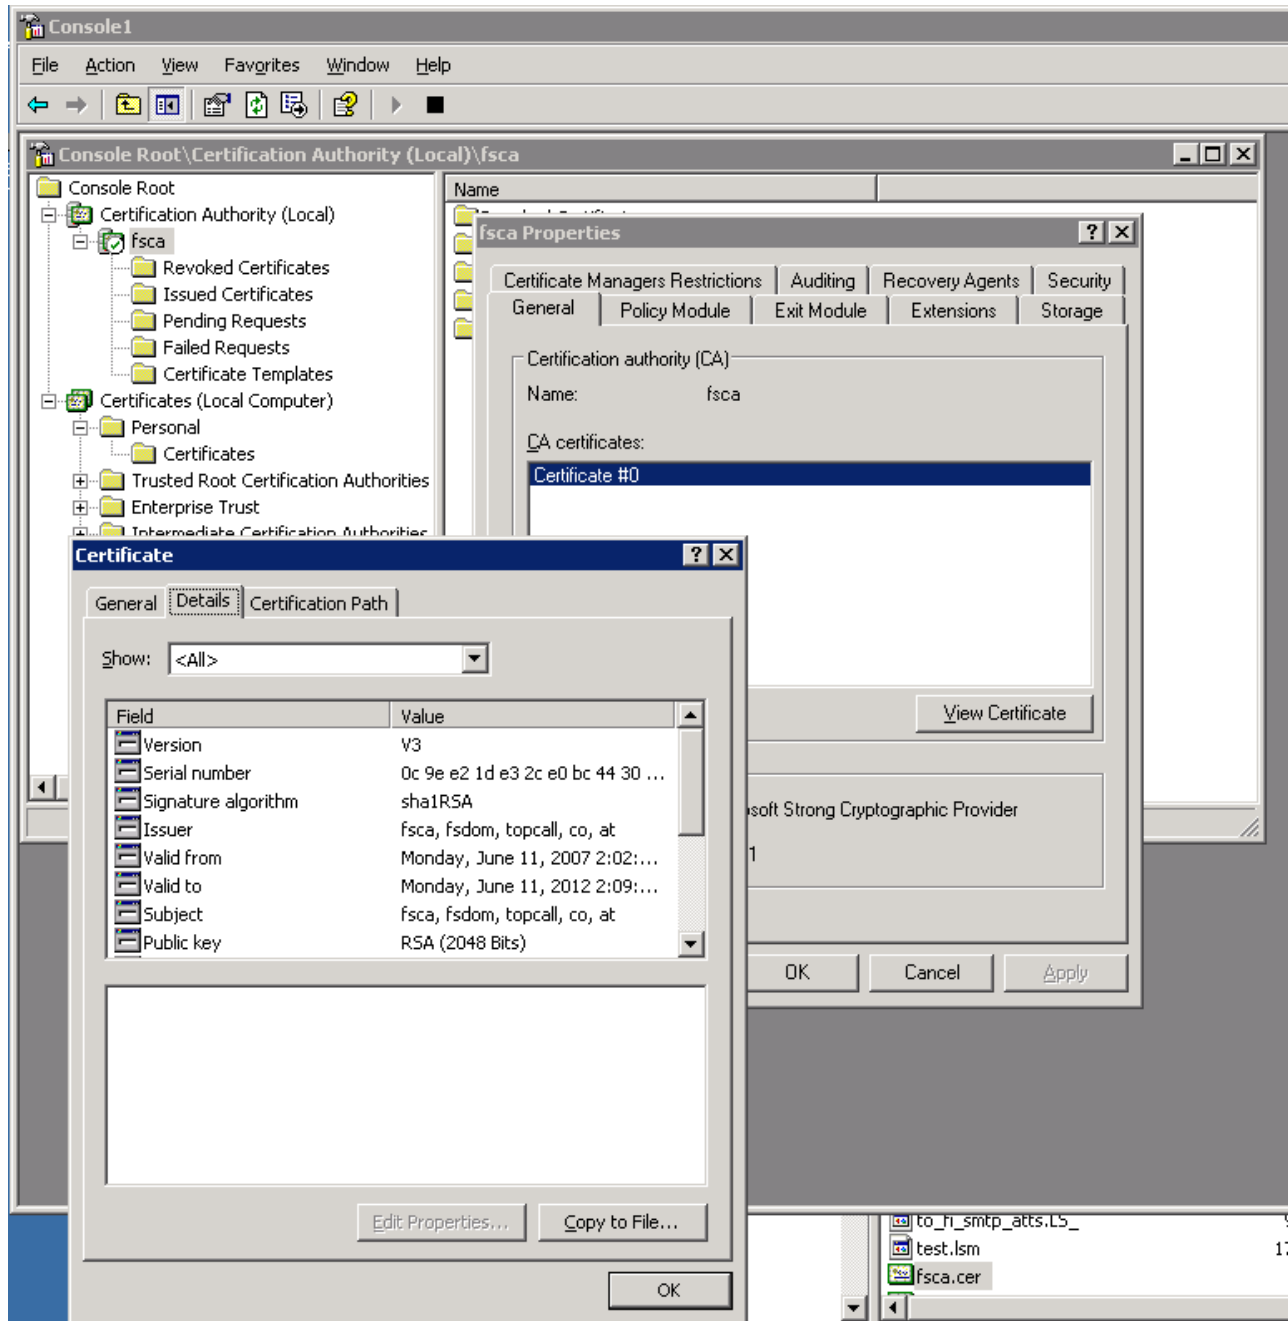 Console1
File Action View Favorites Window Help
Console Root\Certification Authority (Local)\fsca
Console Root
Certification Authority (Local)
fsca
Revoked Certificates
Issued Certificates
Pending Requests
Failed Requests
Certificate Templates
Certificates (Local Computer)
Personal
Certificates
Trusted Root Certification Authorities
Enterprise Trust
Intermediate Certification Authorities
Name
fsca Properties
Certificate Managers Restrictions Auditing Recovery Agents Security
General Policy Module Exit Module Extensions Storage
Certification authority (CA)
Name: fsca
CA certificates:
Certificate #0
View Certificate
Strong Cryptographic Provider
OK Cancel Apply
Certificate
General Details Certification Path
Show: <All>
Field Value
Version V3
Serial number 0c 9e e2 1d e3 2c e0 bc 44 30 ...
Signature algorithm sha1RSA
Issuer fsca, fsdom, topcall, co, at
Valid from Monday, June 11, 2007 2:02:...
Valid to Monday, June 11, 2012 2:09:...
Subject fsca, fsdom, topcall, co, at
Public key RSA (2048 Bits)
Edit Properties... Copy to File...
OK
to_fi_smtp_atts.LS_
test.lsm
fsca.cer